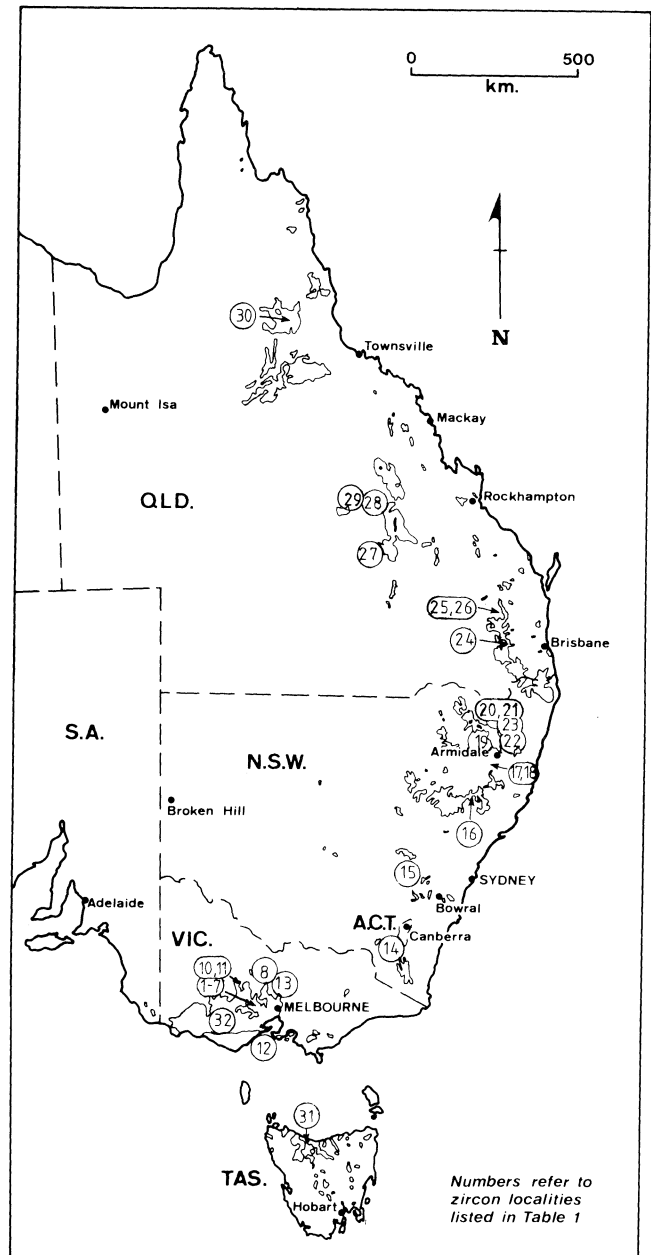 0 500
km.
N
30
Townsville
Mount Isa
Mackay
QLD.
29 28
Rockhampton
27
25,26
24
Brisbane
S.A.
20, 21
23
N.S.W.
19 22
Armidale
17,18
Broken Hill
16
15
SYDNEY
Adelaide
Bowral
A.C.T.
Canberra
VIC.
14
10,11
8
1-7
13
MELBOURNE
32
12
31
TAS.
Hobart
Numbers refer to
zircon localities
listed in Table 1